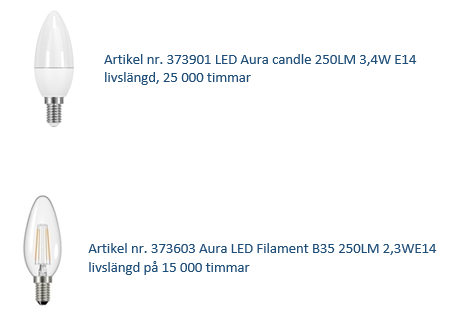 Artikel nr. 373901 LED Aura candle 250LM 3,4W E14
livslängd, 25 000 timmar
Artikel nr. 373603 Aura LED Filament B35 250LM 2,3WE14
livslängd på 15 000 timmar